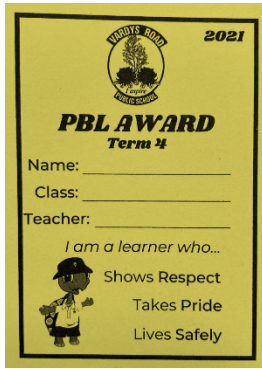 VARDYS ROAD
Inspire
PUBLIC SCHOOL
2021
PBL AWARD
Term 4
Name:
Class:
Teacher:
I am a learner who...
Shows Respect
Takes Pride
Lives Safely